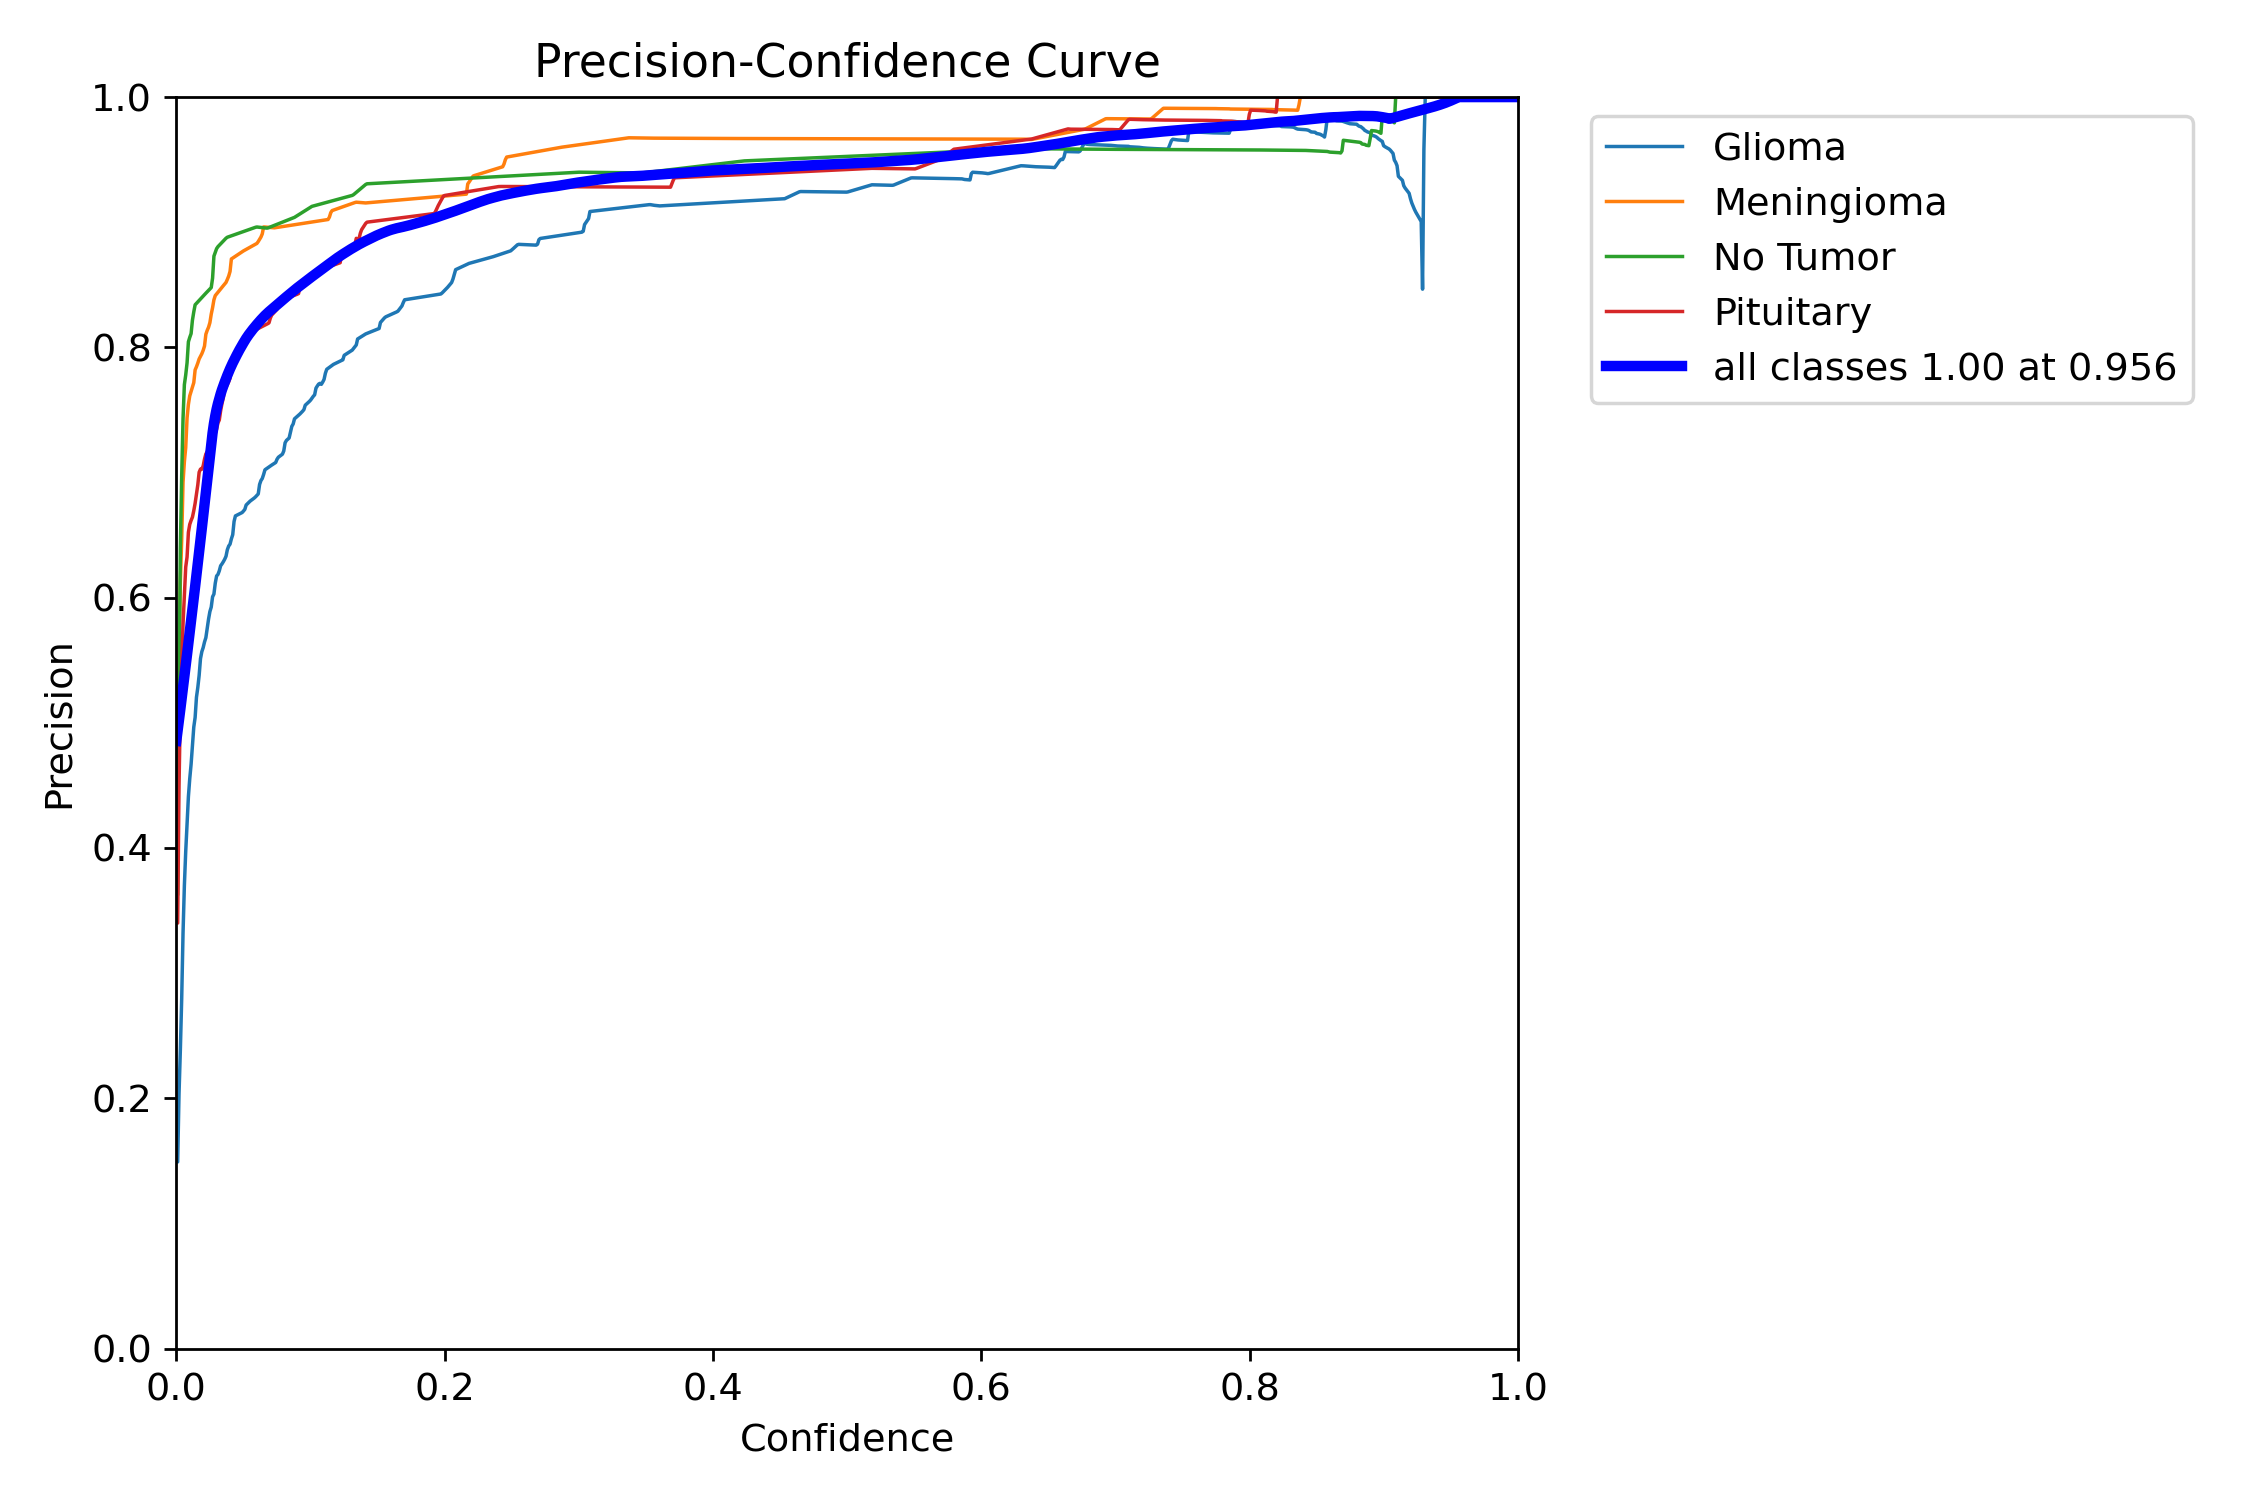 Precision-Confidence Curve
1.0
0.8
0.6
0.4
0.2
0.0
Precision
0.0 0.2 0.4 0.6 0.8 1.0
Confidence
Glioma
Meningioma
No Tumor
Pituitary
all classes 1.00 at 0.956